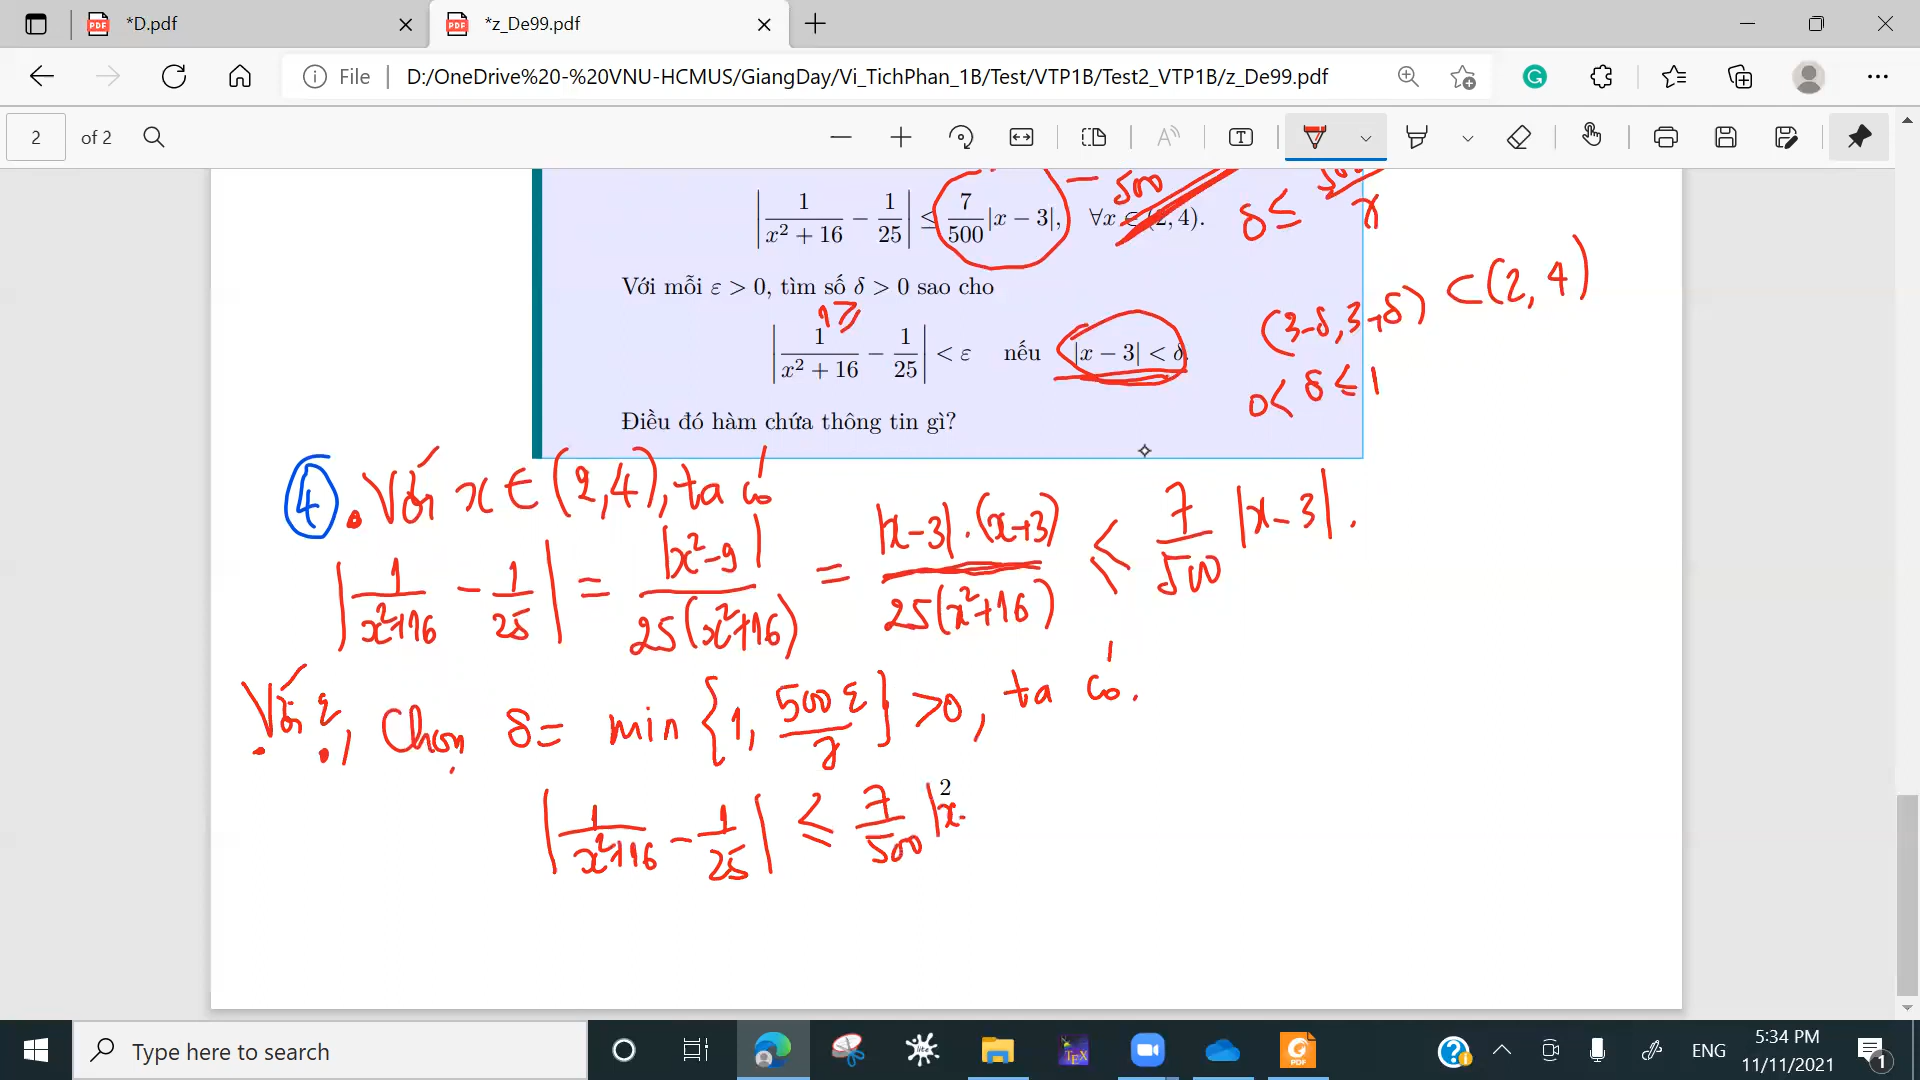 *D.pdf
*z_De99.pdf
File
D:/OneDrive%20-%20VNU-HCMUS/GiangDay/Vi_TichPhan_1B/Test/VTP1B/Test2_VTP1B/z_De99.pdf
2 of 2
|1/(x² + 16) − 1/25| ≤ 7/500 |x − 3|, ∀x ∈ (2, 4).
− 500
δ ≤
Với mỗi ε > 0, tìm số δ > 0 sao cho
(3−δ, 3+δ) ⊂ (2, 4)
1 ≥
|1/(x² + 16) − 1/25| < ε nếu |x − 3| < δ.
0 < δ ≤ 1
Điều đó hàm chứa thông tin gì?
④ . Với x ∈ (2,4), ta có
|1/(x²+16) − 1/25| = |x²−9|/(25(x²+16)) = |x−3|.(x+3)/(25(x²+16)) ≤ 7/500 |x−3|.
Với ε, Chọn δ = min {1, 500ε/7} > 0, ta có.
|1/(x²+16) − 1/25| ≤ 7/500 |x
2
Type here to search
ENG
5:34 PM
11/11/2021
1